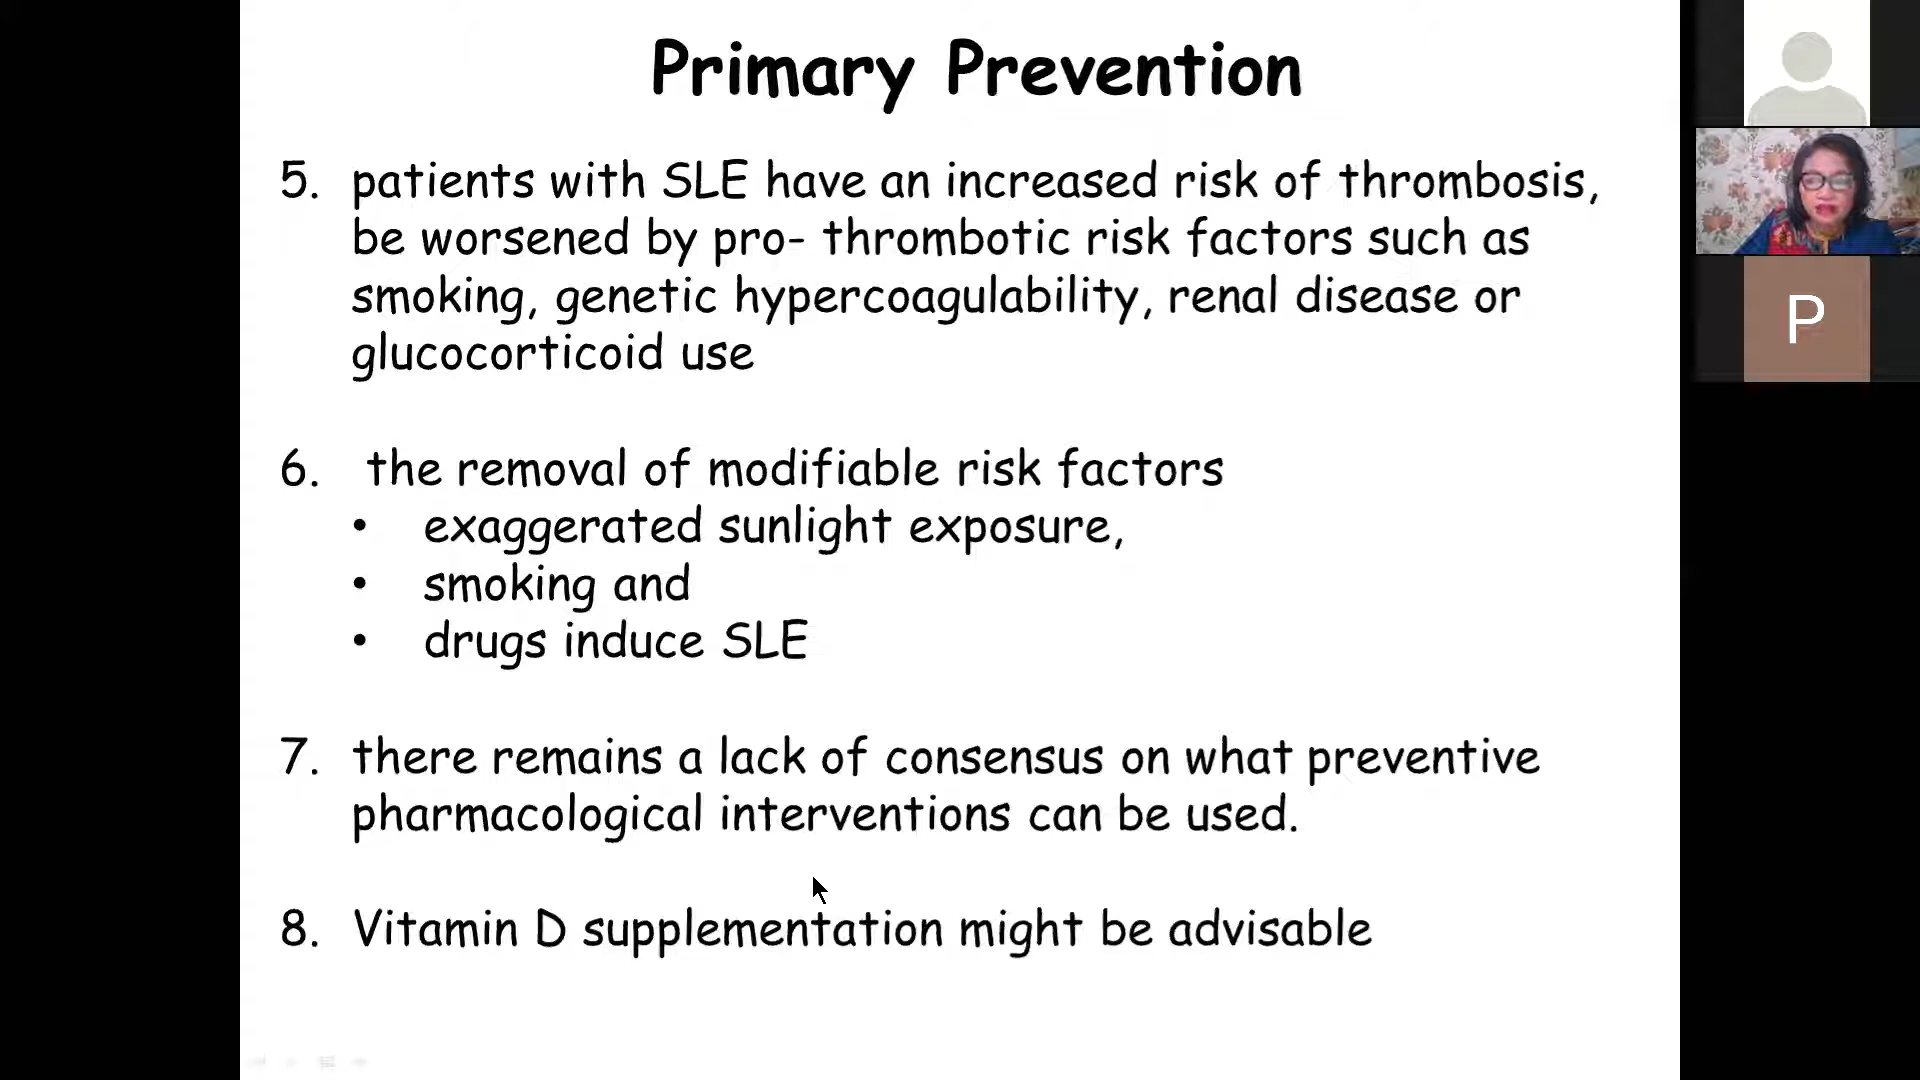 Primary Prevention
5. patients with SLE have an increased risk of thrombosis,
be worsened by pro- thrombotic risk factors such as
smoking, genetic hypercoagulability, renal disease or
glucocorticoid use
6. the removal of modifiable risk factors
• exaggerated sunlight exposure,
• smoking and
• drugs induce SLE
7. there remains a lack of consensus on what preventive
pharmacological interventions can be used.
8. Vitamin D supplementation might be advisable
P